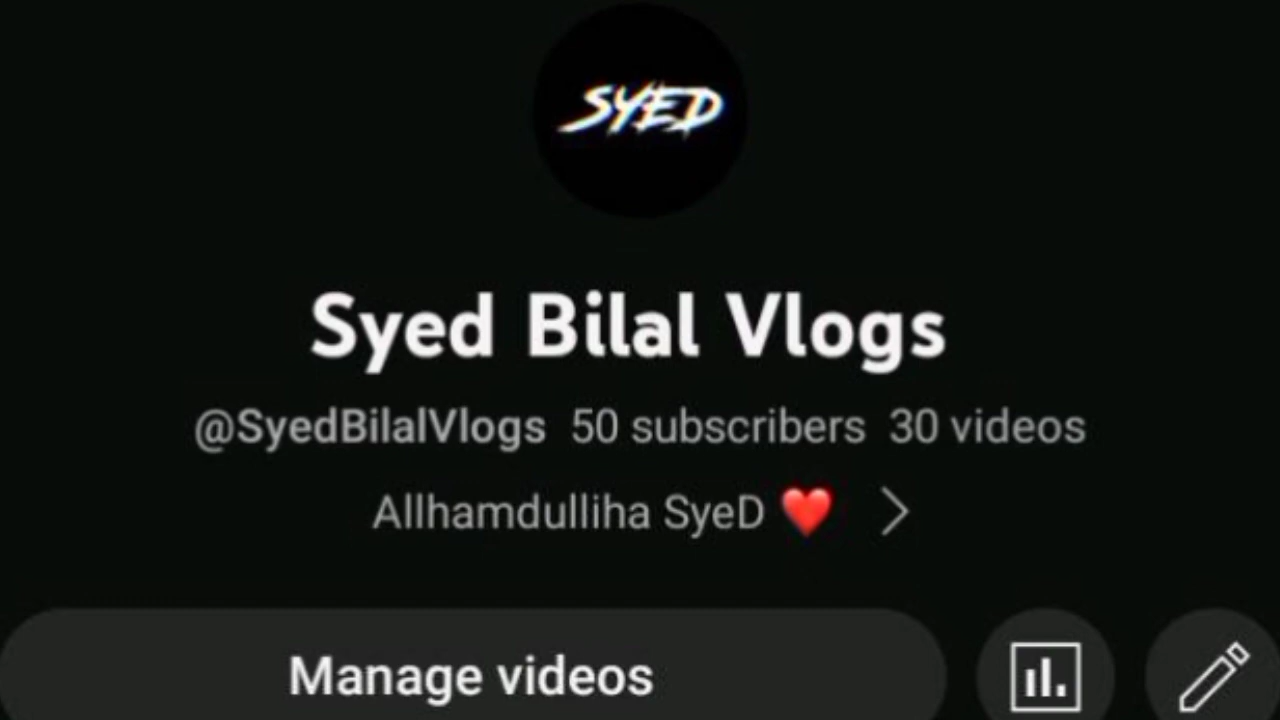 SYED
Syed Bilal Vlogs
@SyedBilalVlogs 50 subscribers 30 videos
Allhamdulliha SyeD ❤️ >
Manage videos